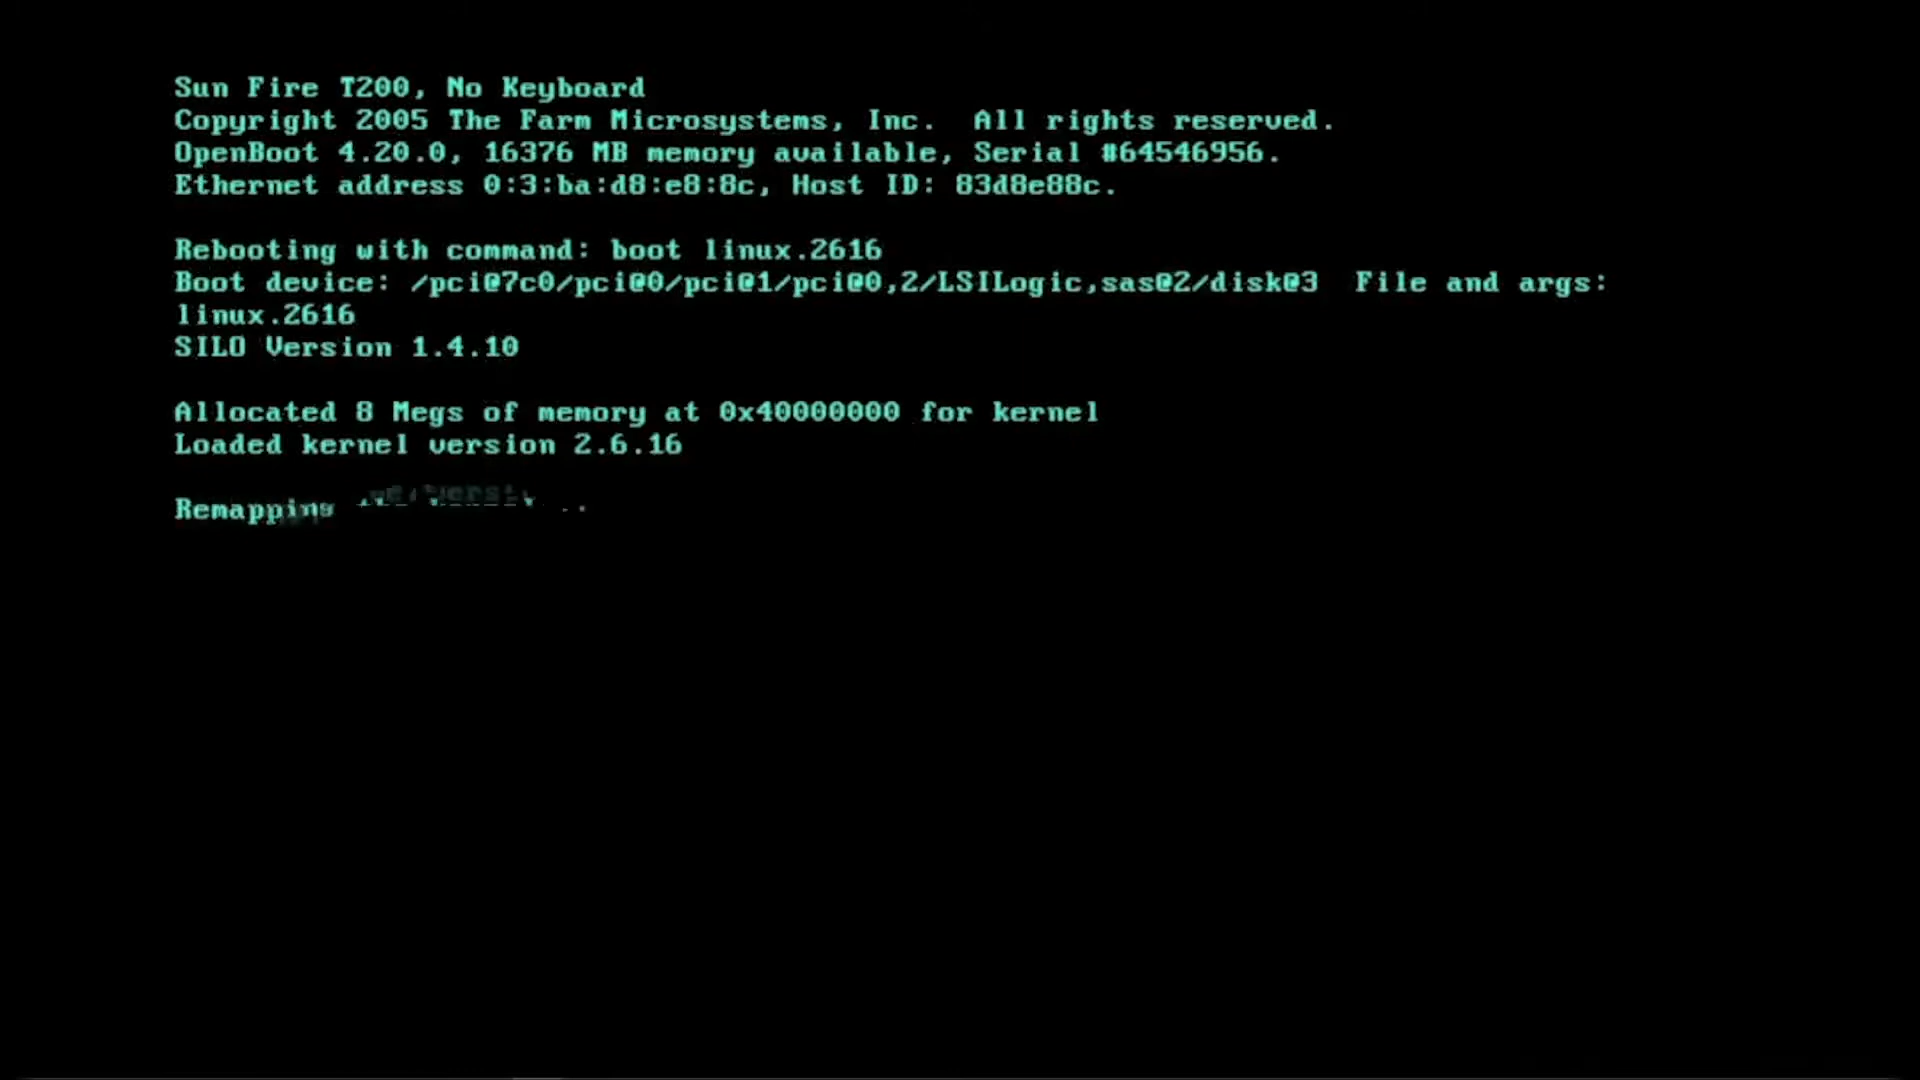 Sun Fire T200, No Keyboard
Copyright 2005 The Farm Microsystems, Inc.  All rights reserved.
OpenBoot 4.20.0, 16376 MB memory available, Serial #64546956.
Ethernet address 0:3:ba:d8:e8:8c, Host ID: 83d8e88c.
Rebooting with command: boot linux.2616
Boot device: /pci@7c0/pci@0/pci@1/pci@0,2/LSILogic,sas@2/disk@3  File and args:
linux.2616
SILO Version 1.4.10
Allocated 8 Megs of memory at 0x40000000 for kernel
Loaded kernel version 2.6.16
Remapping